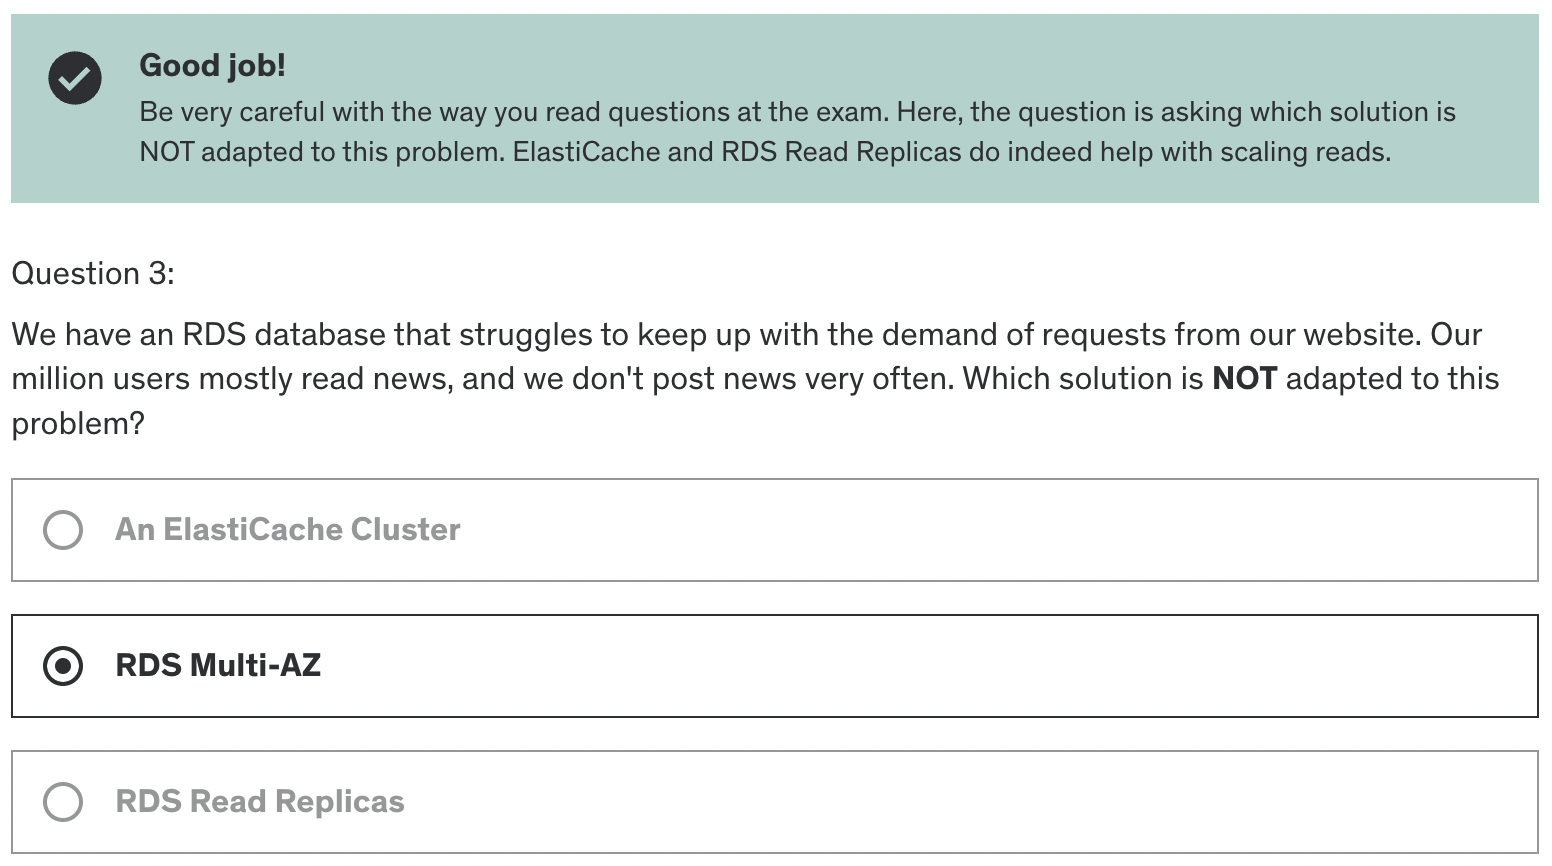 Good job!
Be very careful with the way you read questions at the exam. Here, the question is asking which solution is
NOT adapted to this problem. ElastiCache and RDS Read Replicas do indeed help with scaling reads.
Question 3:
We have an RDS database that struggles to keep up with the demand of requests from our website. Our
million users mostly read news, and we don't post news very often. Which solution is NOT adapted to this
problem?
An ElastiCache Cluster
RDS Multi-AZ
RDS Read Replicas